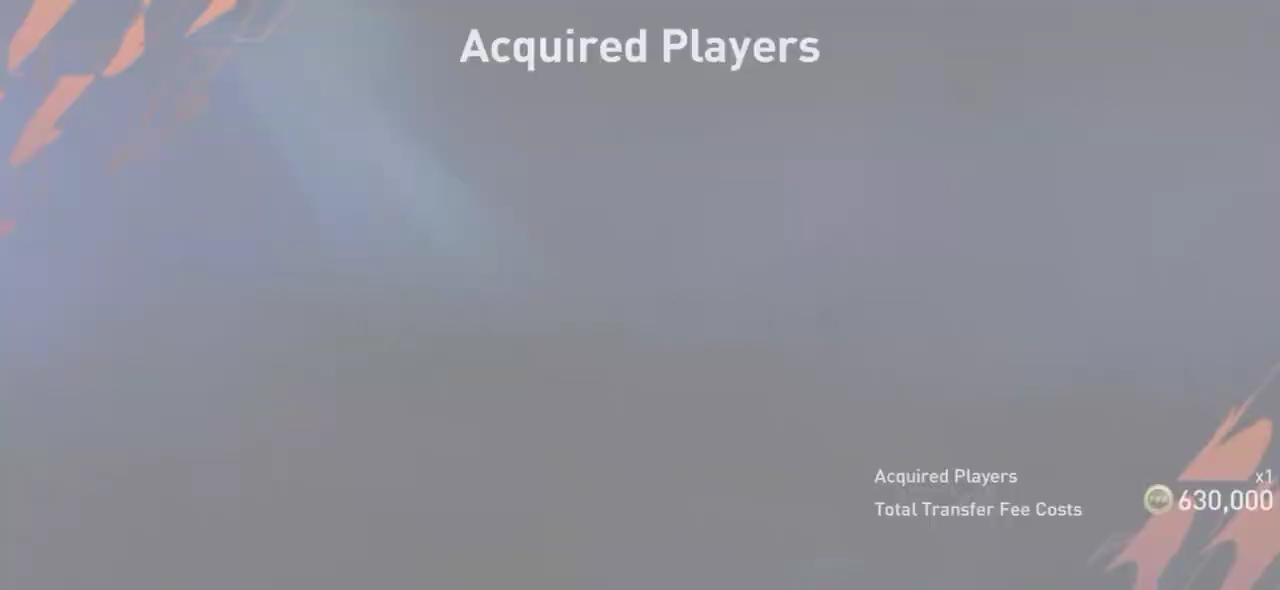 Acquired Players
Acquired Players x1
Total Transfer Fee Costs 630,000